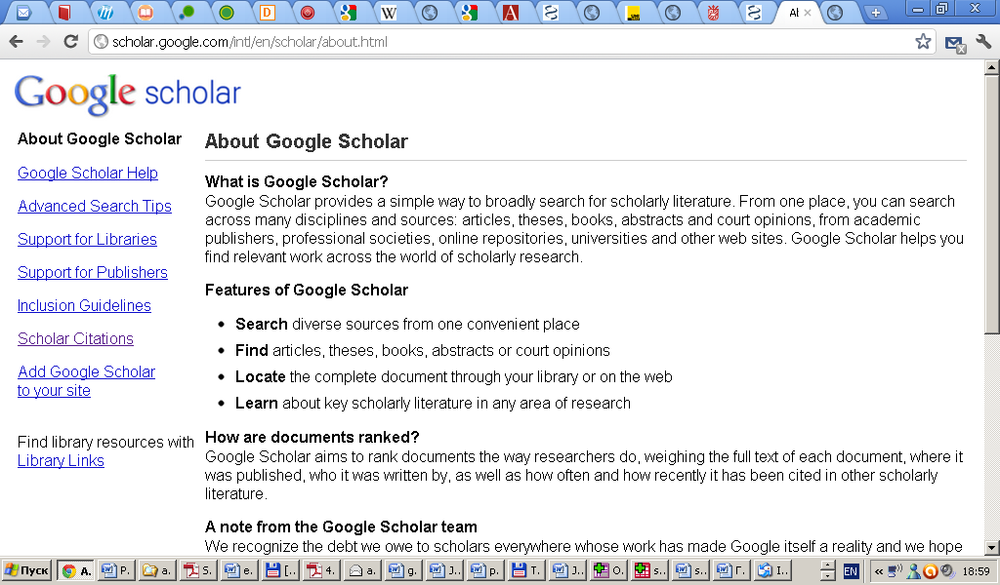 At
scholar.google.com/intl/en/scholar/about.html
Google scholar
About Google Scholar
Google Scholar Help
Advanced Search Tips
Support for Libraries
Support for Publishers
Inclusion Guidelines
Scholar Citations
Add Google Scholar
to your site
Find library resources with
Library Links
About Google Scholar
What is Google Scholar?
Google Scholar provides a simple way to broadly search for scholarly literature. From one place, you can search
across many disciplines and sources: articles, theses, books, abstracts and court opinions, from academic
publishers, professional societies, online repositories, universities and other web sites. Google Scholar helps you
find relevant work across the world of scholarly research.
Features of Google Scholar
Search diverse sources from one convenient place
Find articles, theses, books, abstracts or court opinions
Locate the complete document through your library or on the web
Learn about key scholarly literature in any area of research
How are documents ranked?
Google Scholar aims to rank documents the way researchers do, weighing the full text of each document, where it
was published, who it was written by, as well as how often and how recently it has been cited in other scholarly
literature.
A note from the Google Scholar team
We recognize the debt we owe to scholars everywhere whose work has made Google itself a reality and we hope
Пуск A. P. a. S. e. [.. 4. a.. g. J.. p. T. J.. O. s.. s.. Г. I.. EN « 18:59